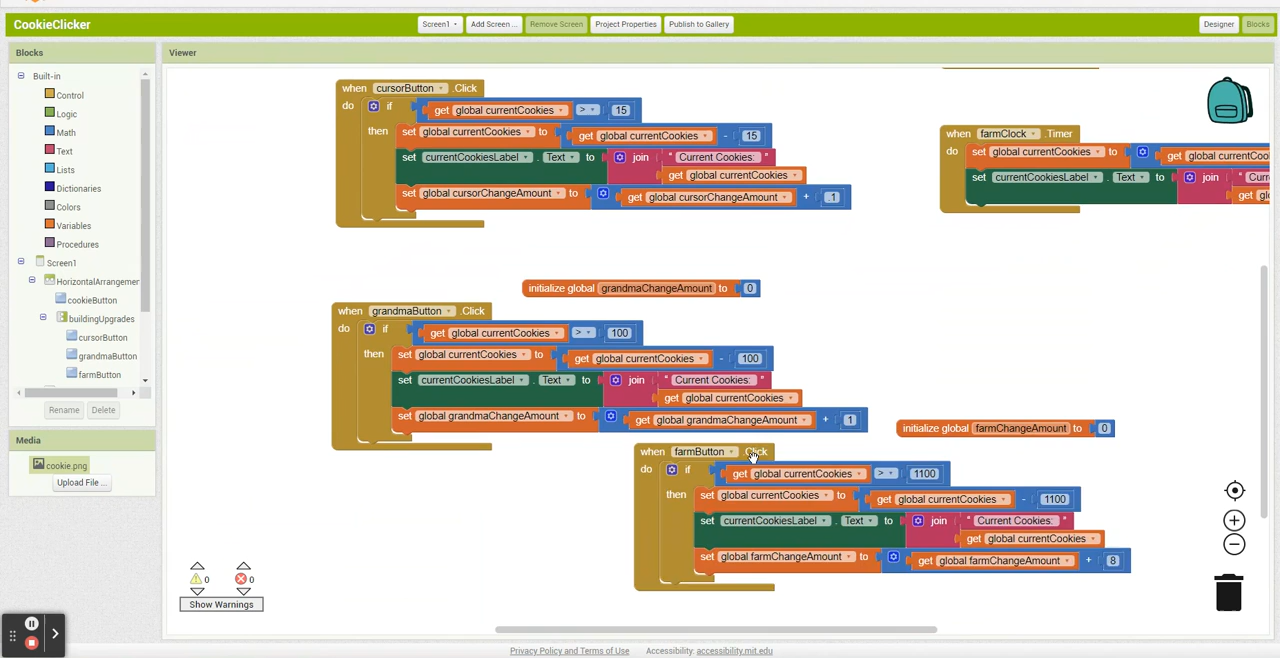 CookieClicker
Screen1
Add Screen ...
Remove Screen
Project Properties
Publish to Gallery
Designer
Blocks
Blocks
Built-in
Control
Logic
Math
Text
Lists
Dictionaries
Colors
Variables
Procedures
Screen1
HorizontalArrangemer
cookieButton
buildingUpgrades
cursorButton
grandmaButton
farmButton
Rename
Delete
Media
cookie.png
Upload File ...
Viewer
when cursorButton .Click
do if get global currentCookies > 15
then set global currentCookies to get global currentCookies - 15
set currentCookiesLabel . Text to join " Current Cookies: "
get global currentCookies
set global cursorChangeAmount to get global cursorChangeAmount + .1
when farmClock .Timer
do set global currentCookies to get global currentCoo
set currentCookiesLabel . Text to join " Curr
get glo
initialize global grandmaChangeAmount to 0
when grandmaButton .Click
do if get global currentCookies > 100
then set global currentCookies to get global currentCookies - 100
set currentCookiesLabel . Text to join " Current Cookies: "
get global currentCookies
set global grandmaChangeAmount to get global grandmaChangeAmount + 1
initialize global farmChangeAmount to 0
when farmButton .Click
do if get global currentCookies > 1100
then set global currentCookies to get global currentCookies - 1100
set currentCookiesLabel . Text to join " Current Cookies: "
get global currentCookies
set global farmChangeAmount to get global farmChangeAmount + 8
0
0
Show Warnings
Privacy Policy and Terms of Use
Accessibility: accessibility.mit.edu